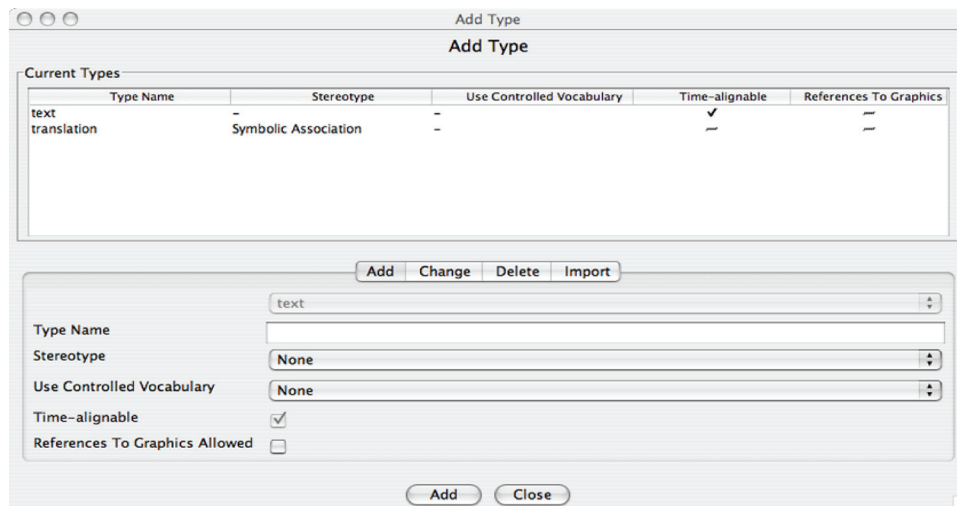 Add Type
Add Type
Current Types
Type Name Stereotype Use Controlled Vocabulary Time-alignable References To Graphics
text – – ✓ –
translation Symbolic Association – – –
Add Change Delete Import
text
Type Name
Stereotype None
Use Controlled Vocabulary None
Time-alignable
References To Graphics Allowed
Add Close